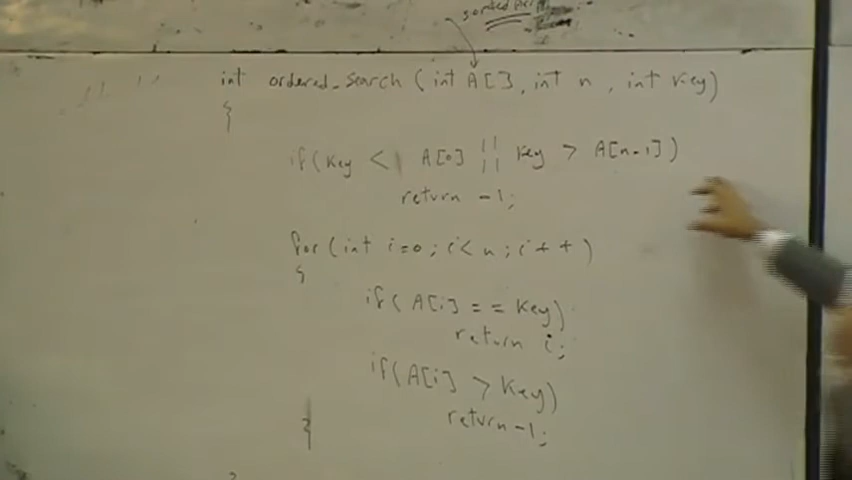 sorted
int ordered_search (int A[], int n, int Key)
{
if(Key < A[0] || Key > A[n-1])
return -1;
for(int i=0; i<n; i++)
{
if(A[i] == Key)
return i;
if(A[i] > Key)
return -1;
}